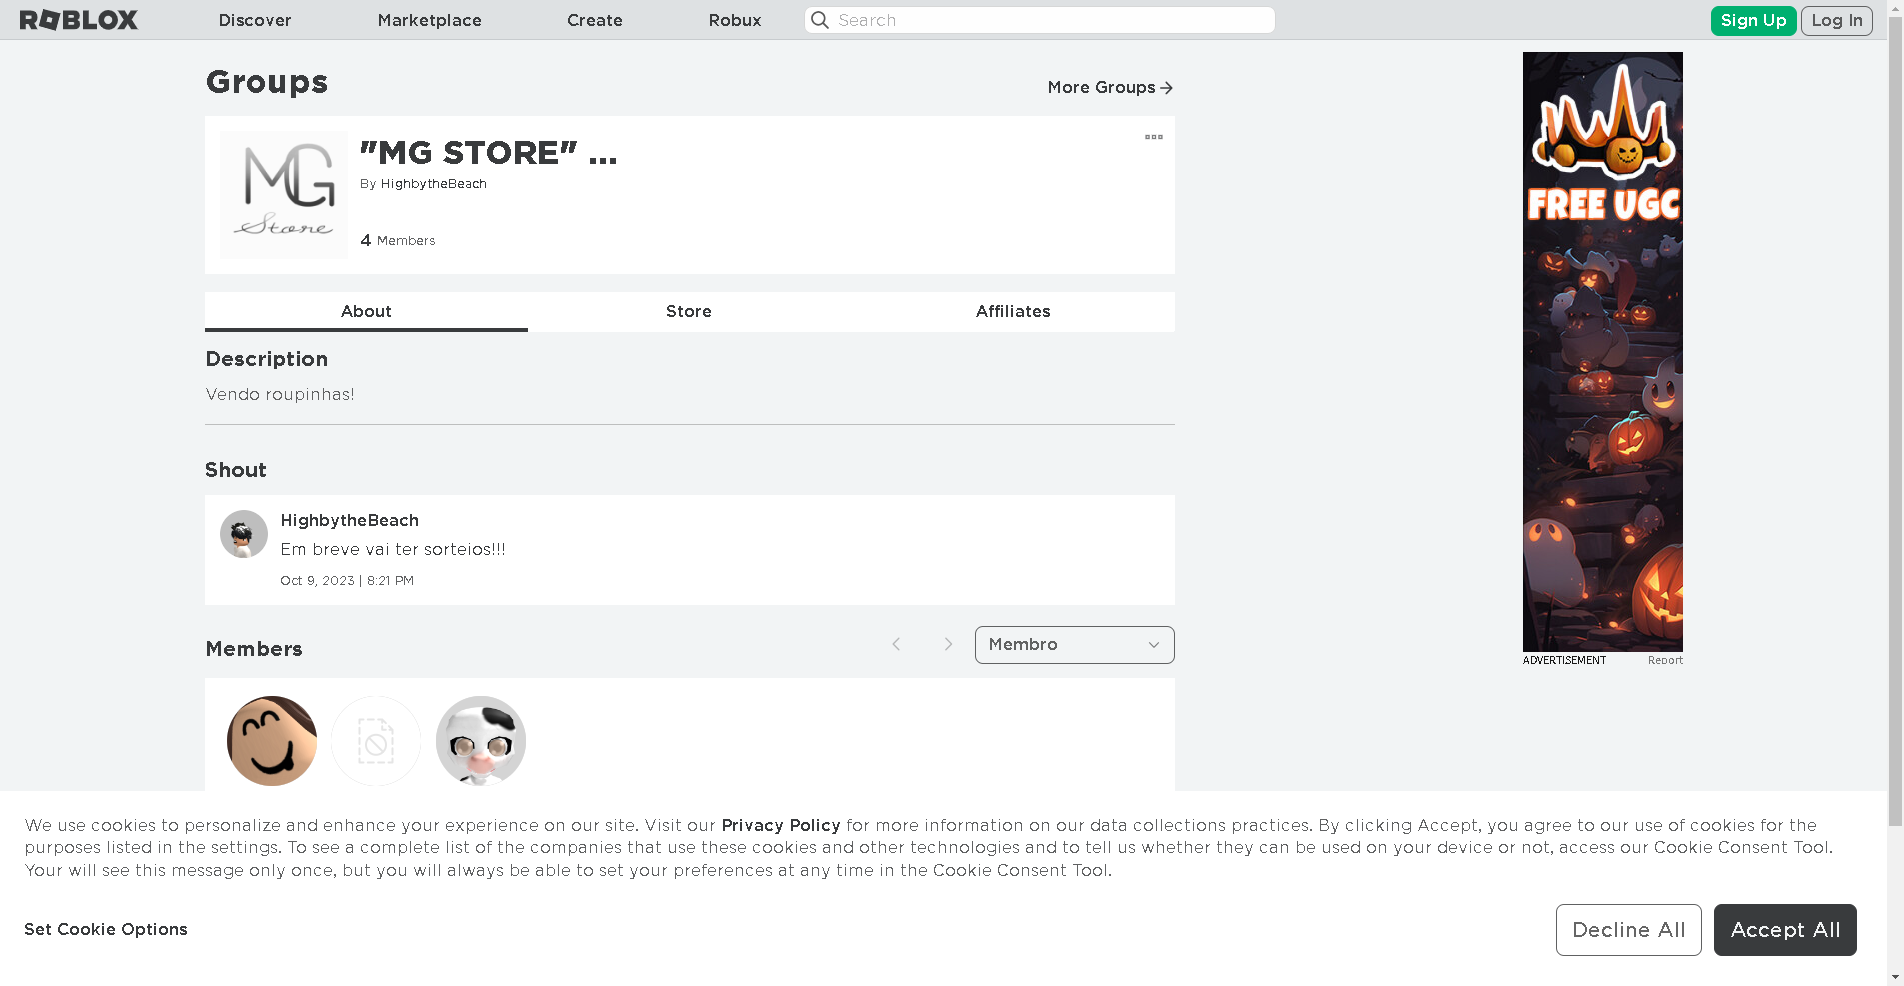 ROBLOX
Discover
Marketplace
Create
Robux
Search
Sign Up
Log In
Groups
More Groups
MG
Store
"MG STORE" ...
By HighbytheBeach
4 Members
About
Store
Affiliates
Description
Vendo roupinhas!
Shout
HighbytheBeach
Em breve vai ter sorteios!!!
Oct 9, 2023 | 8:21 PM
Members
Membro
FREE UGC
ADVERTISEMENT
Report
We use cookies to personalize and enhance your experience on our site. Visit our Privacy Policy for more information on our data collections practices. By clicking Accept, you agree to our use of cookies for the
purposes listed in the settings. To see a complete list of the companies that use these cookies and other technologies and to tell us whether they can be used on your device or not, access our Cookie Consent Tool.
Your will see this message only once, but you will always be able to set your preferences at any time in the Cookie Consent Tool.
Set Cookie Options
Decline All
Accept All